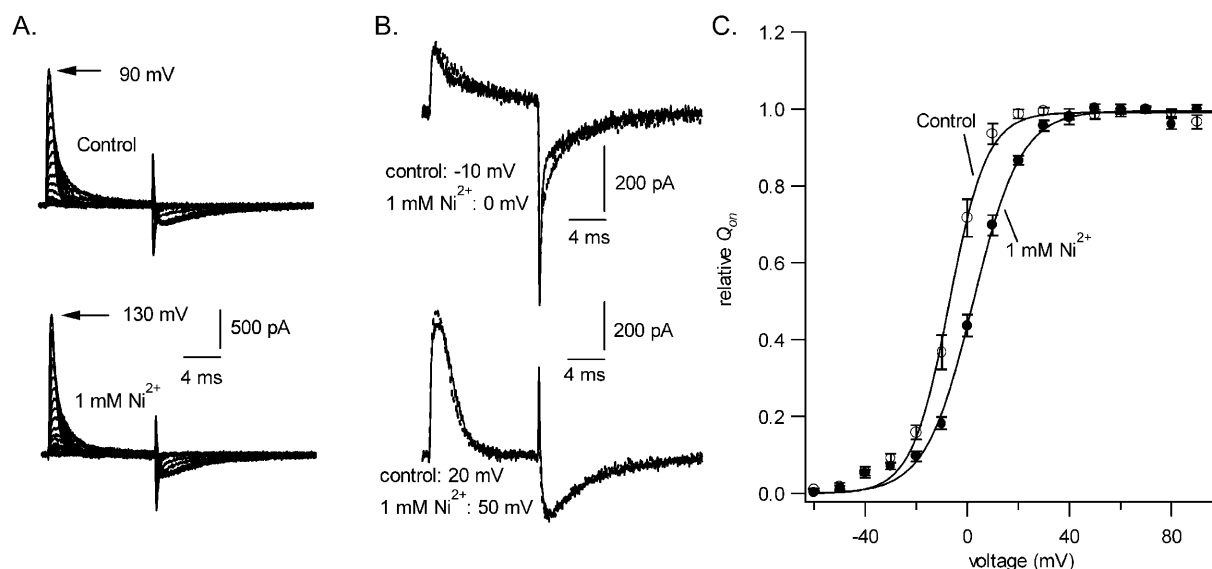 A.
90 mV
Control
130 mV
500 pA
4 ms
1 mM Ni²⁺
B.
control: -10 mV
1 mM Ni²⁺: 0 mV
200 pA
4 ms
200 pA
4 ms
control: 20 mV
1 mM Ni²⁺: 50 mV
C.
relative Qon
1.0
0.8
0.6
0.4
0.2
0.0
Control
1 mM Ni²⁺
-40
0
40
80
voltage (mV)